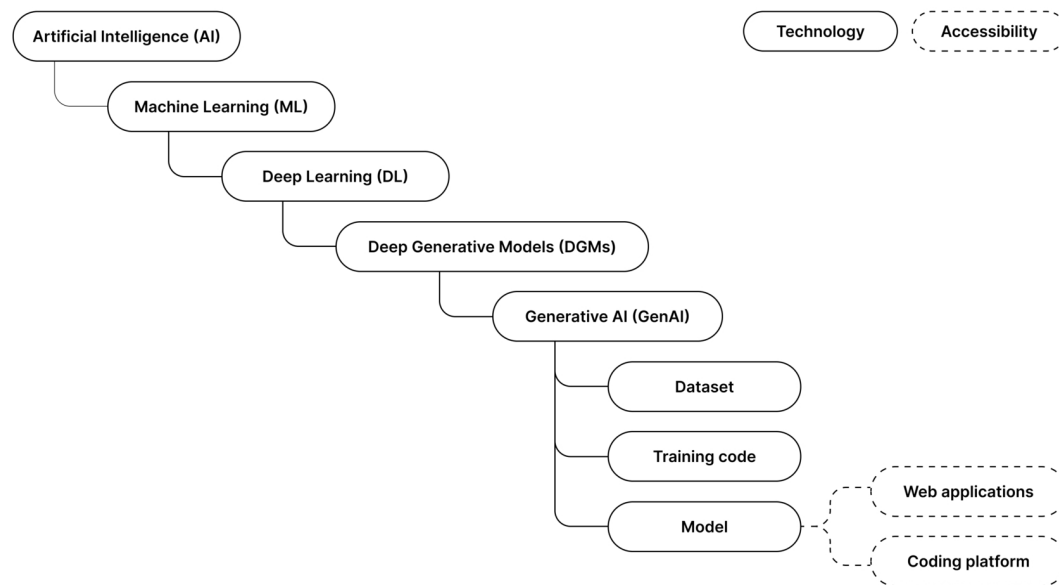 Artificial Intelligence (AI)
Technology
Accessibility
Machine Learning (ML)
Deep Learning (DL)
Deep Generative Models (DGMs)
Generative AI (GenAI)
Dataset
Training code
Model
Web applications
Coding platform